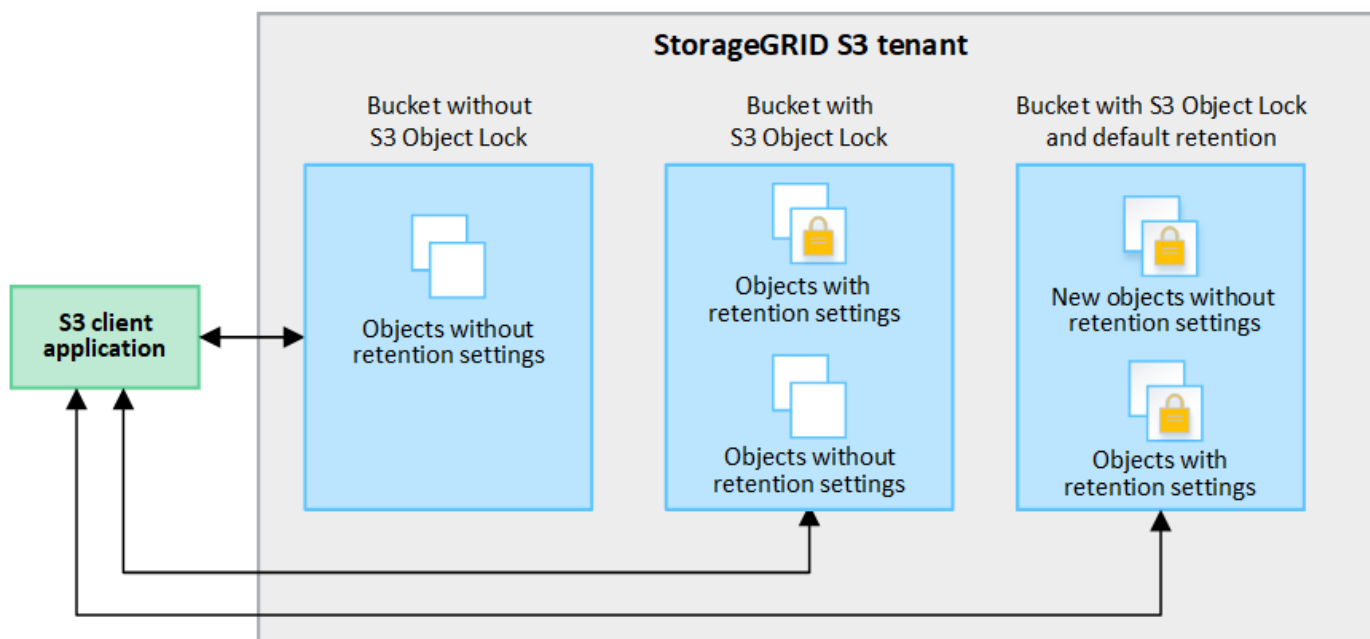 StorageGRID S3 tenant
Bucket without
S3 Object Lock
Bucket with
S3 Object Lock
Bucket with S3 Object Lock
and default retention
S3 client
application
Objects without
retention settings
Objects with
retention settings
Objects without
retention settings
New objects without
retention settings
Objects with
retention settings